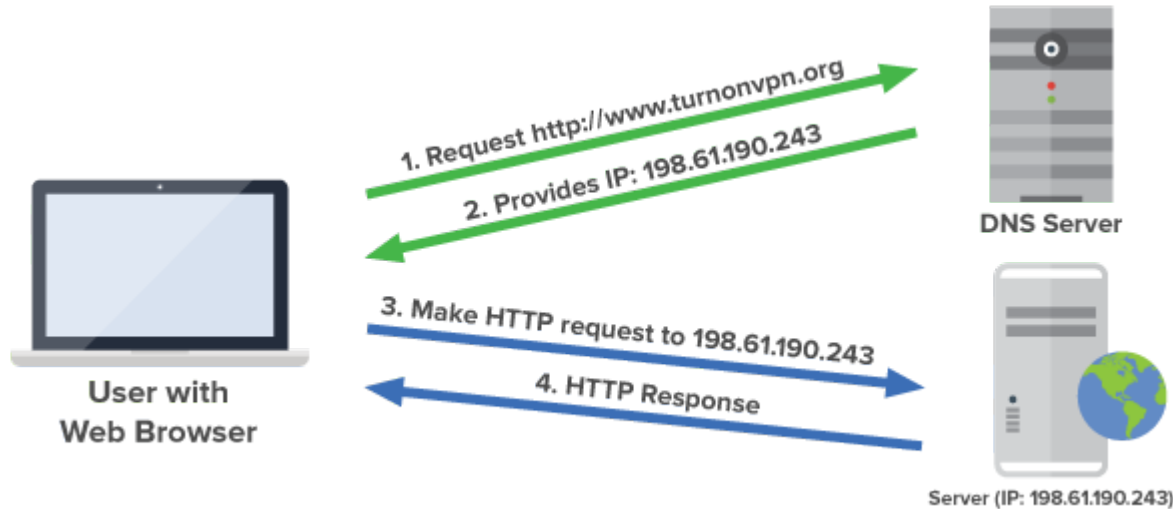 1. Request http://www.turnonvpn.org
2. Provides IP: 198.61.190.243
DNS Server
3. Make HTTP request to 198.61.190.243
4. HTTP Response
User with
Web Browser
Server (IP: 198.61.190.243)